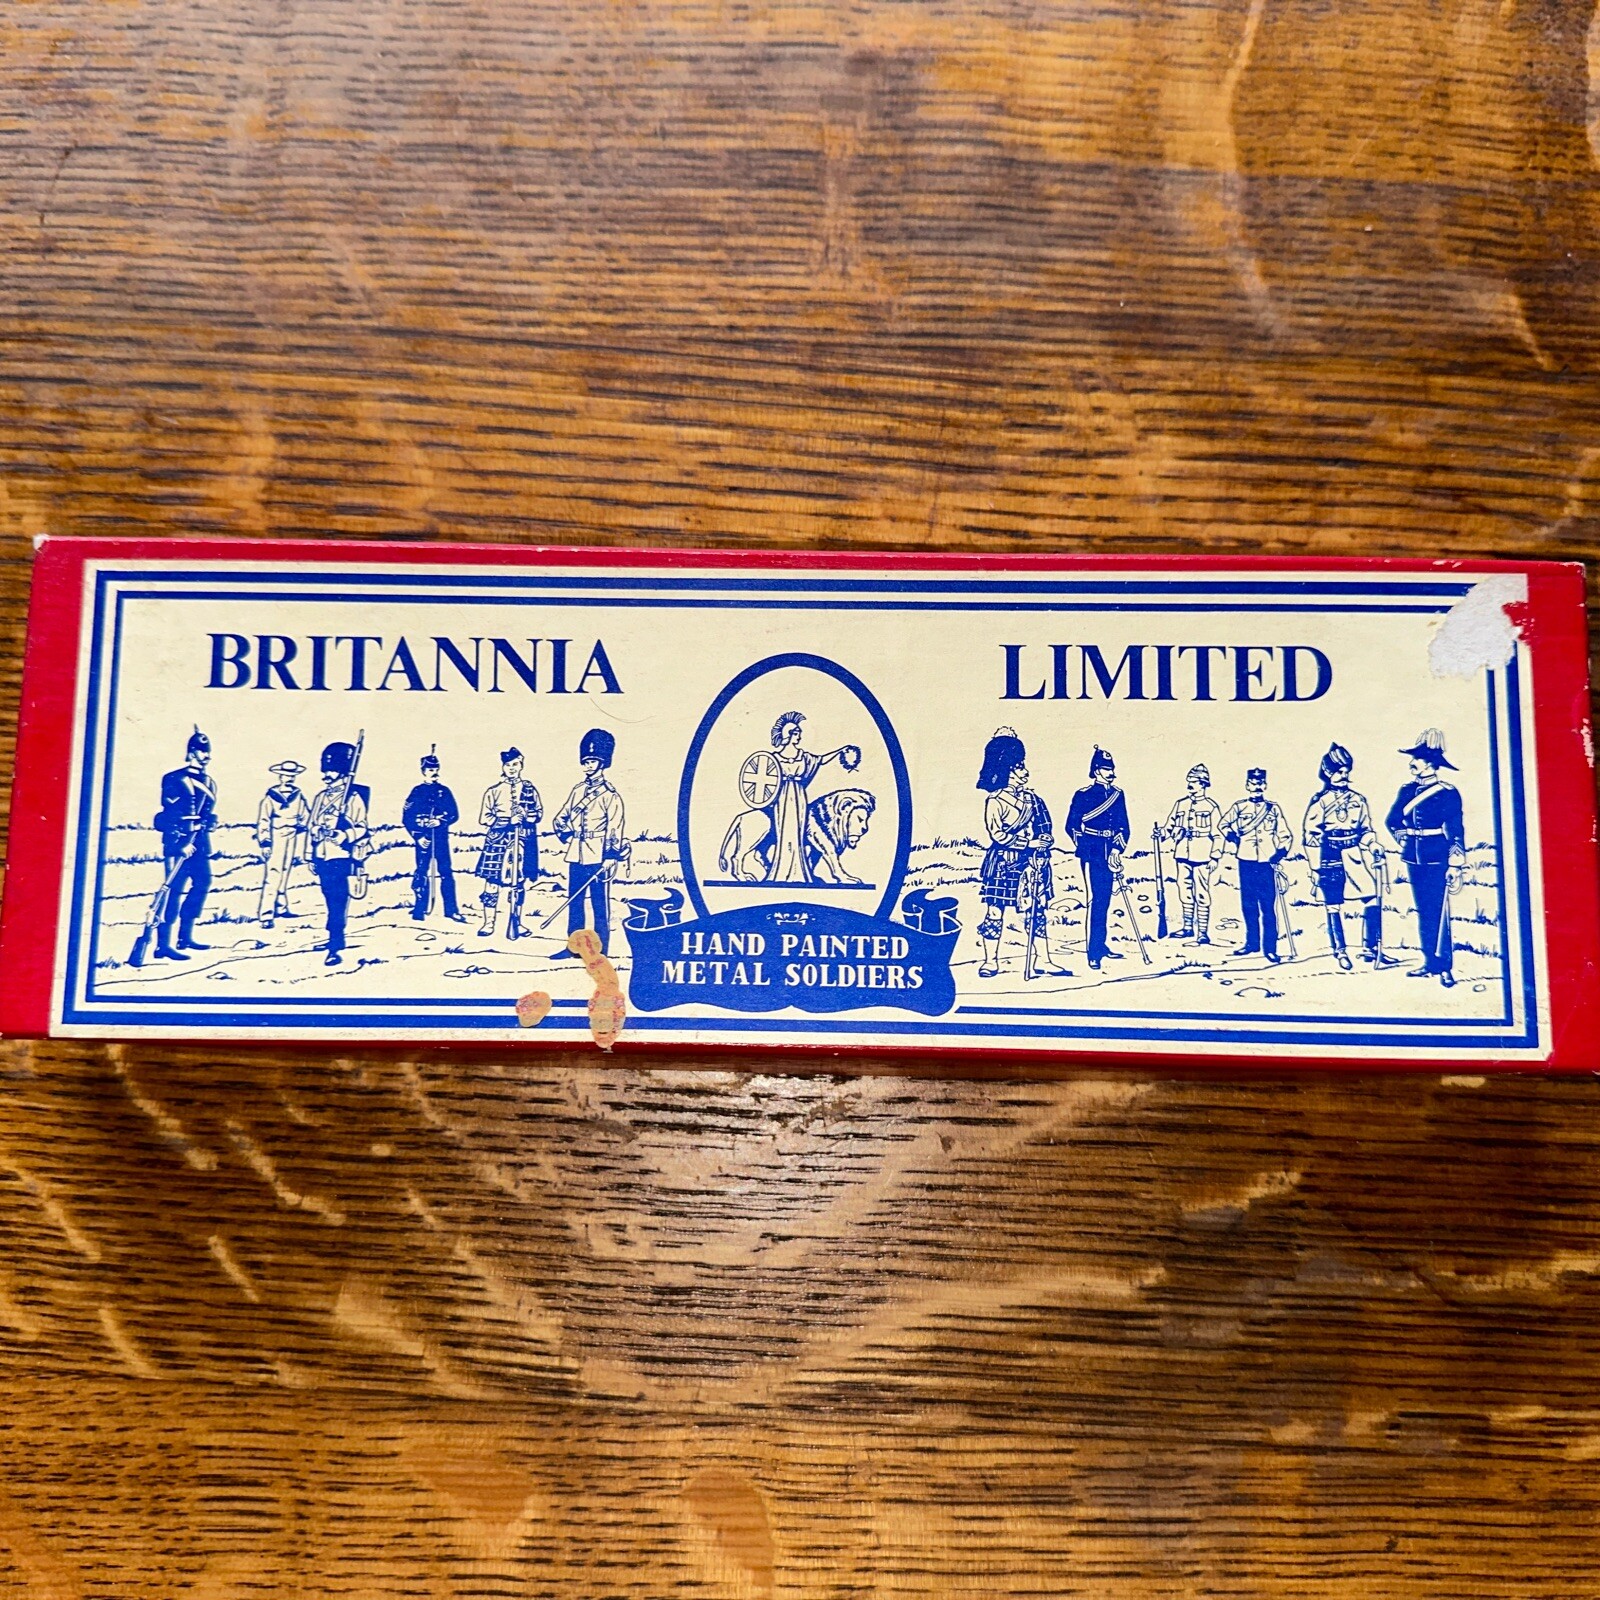 BRITANNIA LIMITED
HAND PAINTED
METAL SOLDIERS